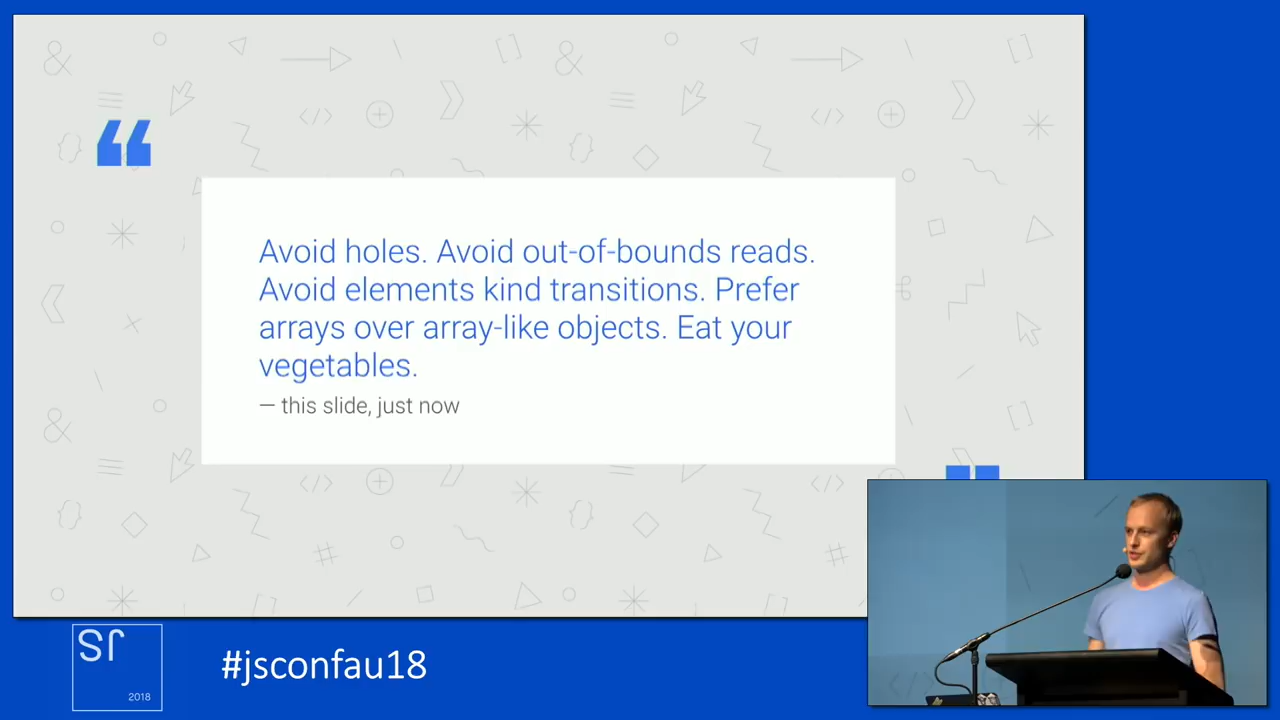 Avoid holes. Avoid out-of-bounds reads.
Avoid elements kind transitions. Prefer
arrays over array-like objects. Eat your
vegetables.
— this slide, just now
JS
2018
#jsconfau18